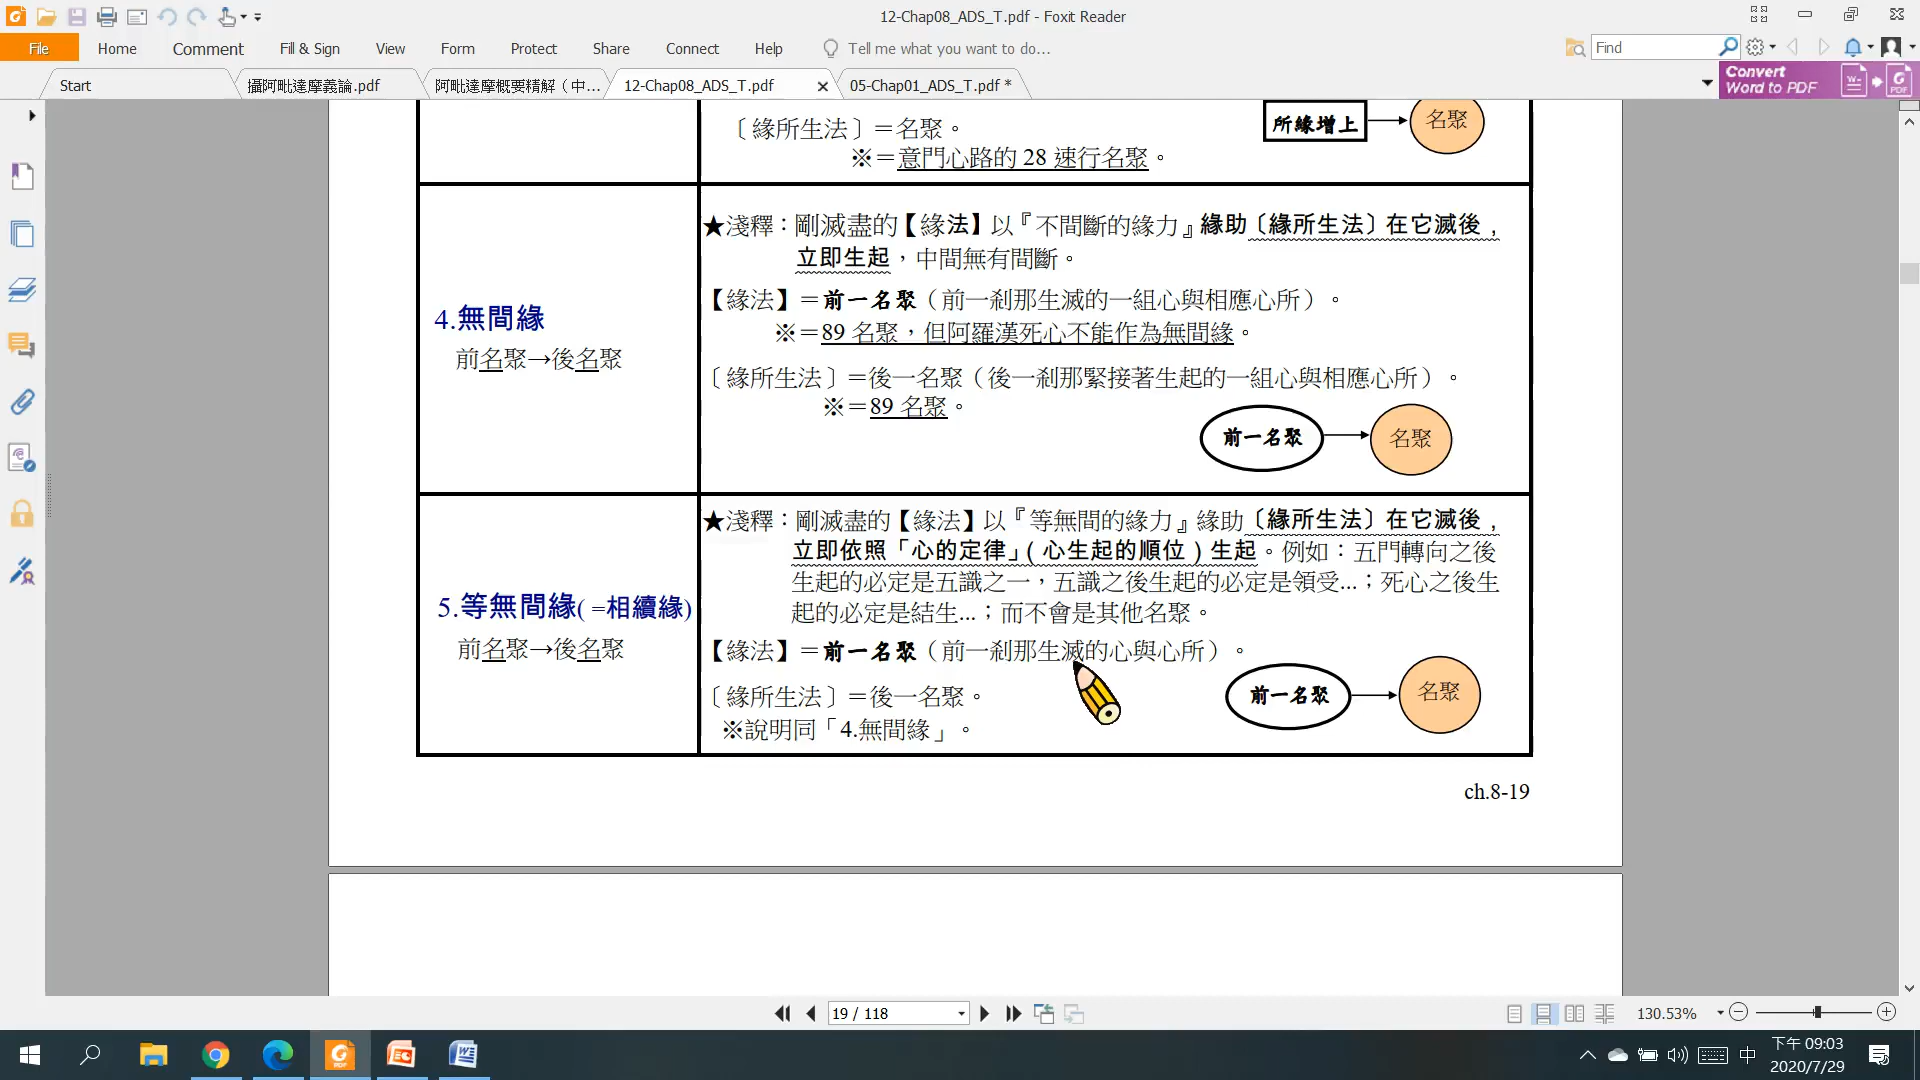 12-Chap08_ADS_T.pdf - Foxit Reader
File Home Comment Fill & Sign View Form Protect Share Connect Help Tell me what you want to do... Find
Start 攝阿毗達摩義論.pdf 阿毗達摩概要精解（中... 12-Chap08_ADS_T.pdf 05-Chap01_ADS_T.pdf *
Convert
Word to PDF
〔緣所生法〕＝名聚。
※＝意門心路的 28 速行名聚。
所緣增上
名聚
4.無間緣
前名聚→後名聚
★淺釋：剛滅盡的【緣法】以『不間斷的緣力』緣助〔緣所生法〕在它滅後，
立即生起，中間無有間斷。
【緣法】＝前一名聚（前一剎那生滅的一組心與相應心所）。
※＝89 名聚，但阿羅漢死心不能作為無間緣。
〔緣所生法〕＝後一名聚（後一剎那緊接著生起的一組心與相應心所）。
※＝89 名聚。
前一名聚
名聚
5.等無間緣( =相續緣)
前名聚→後名聚
★淺釋：剛滅盡的【緣法】以『等無間的緣力』緣助〔緣所生法〕在它滅後，
立即依照「心的定律」( 心生起的順位 ) 生起。例如：五門轉向之後
生起的必定是五識之一，五識之後生起的必定是領受...；死心之後生
起的必定是結生...；而不會是其他名聚。
【緣法】＝前一名聚（前一剎那生滅的心與心所）。
〔緣所生法〕＝後一名聚。
※說明同「4.無間緣」。
前一名聚
名聚
ch.8-19
19 / 118
130.53%
中
下午 09:03
2020/7/29